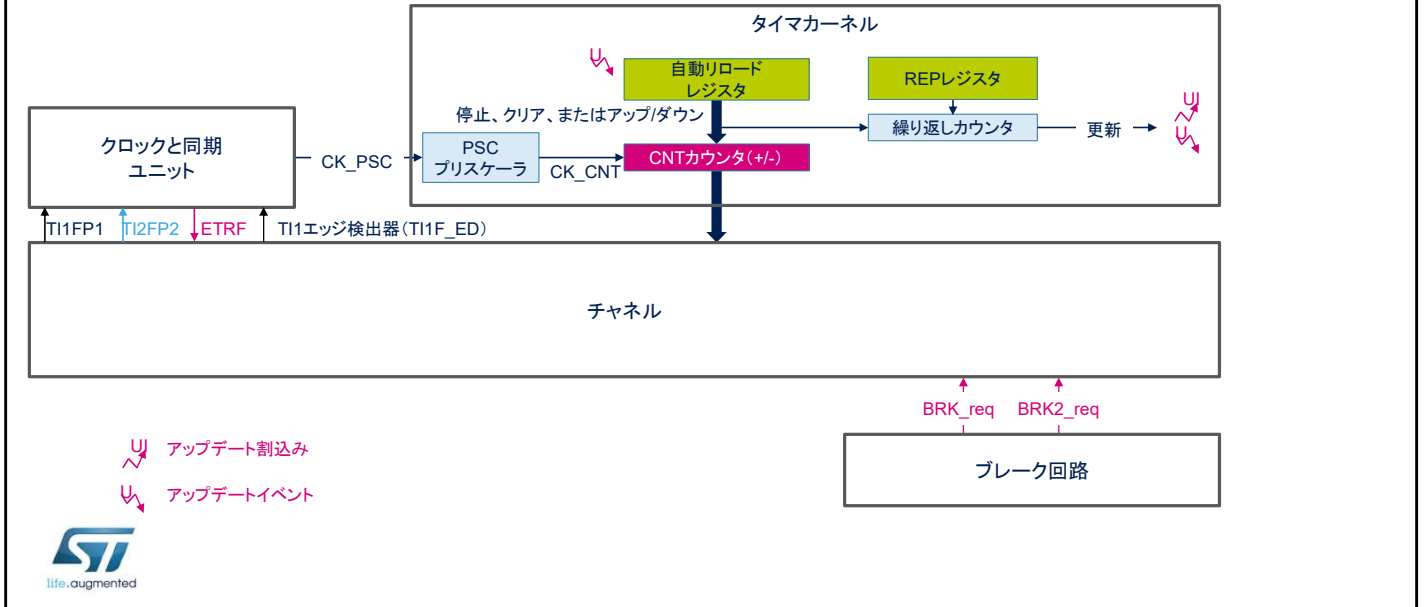 タイマカーネル
U
自動リロード
レジスタ
REPレジスタ
停止、クリア、またはアップ/ダウン
繰り返しカウンタ
更新
UI
U
クロックと同期
ユニット
CK_PSC
PSC
プリスケーラ
CK_CNT
CNTカウンタ(+/-)
TI1FP1
TI2FP2
ETRF
TI1エッジ検出器(TI1F_ED)
チャネル
BRK_req
BRK2_req
ブレーク回路
UI アップデート割込み
U アップデートイベント
ST
life.augmented